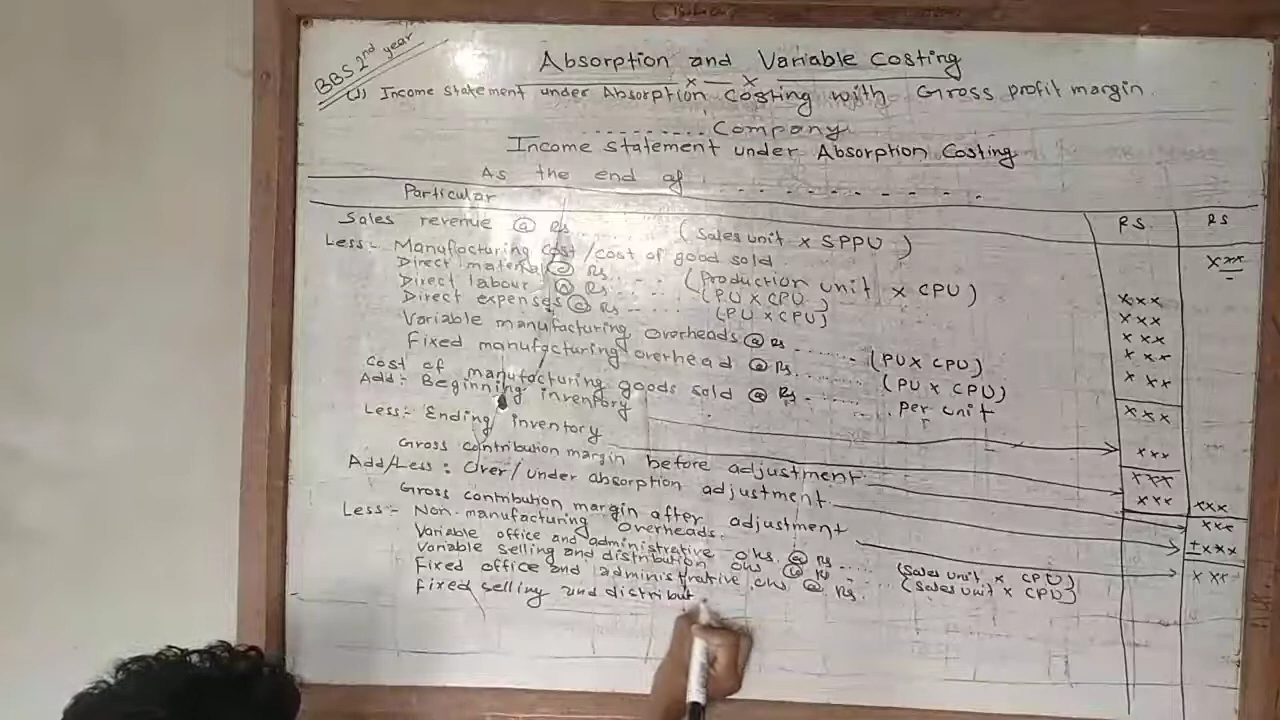 BBS 2nd year
Absorption and Variable Costing
x — x
(1) Income statement under Absorption Costing with Gross profit margin
.......... Company
Income statement under Absorption Costing
As the end of ..............
Particular RS. RS
Sales revenue @ Rs ......... (Sales unit x SPPU) xxx
Less:- Manufacturing cost / cost of good sold
Direct material @ Rs. .... (Production unit x CPU) xxx
Direct labour @ Rs. ..... (PU x CPU) xxx
Direct expenses @ Rs ..... (PU x CPU) xxx
Variable manufacturing overheads @ Rs ....... (PU x CPU) xxx
Fixed manufacturing overhead @ Rs. ........ (PU x CPU) xxx
Cost of manufacturing goods sold @ Rs ....... per unit xxx
Add:- Beginning inventory xxx
xxx
Less:- Ending inventory xxx xxx
Gross contribution margin before adjustment xxx
Add/Less: Over/under absorption adjustment ±xxx
Gross contribution margin after adjustment xxx
Less:- Non-manufacturing overheads.
Variable office and administrative ohs. @ Rs ..... (Sales unit x CPU)
Variable selling and distribution ohs @ Rs ..... (Sales unit x CPU)
Fixed office and administrative ohs @ Rs.
Fixed selling and distribut